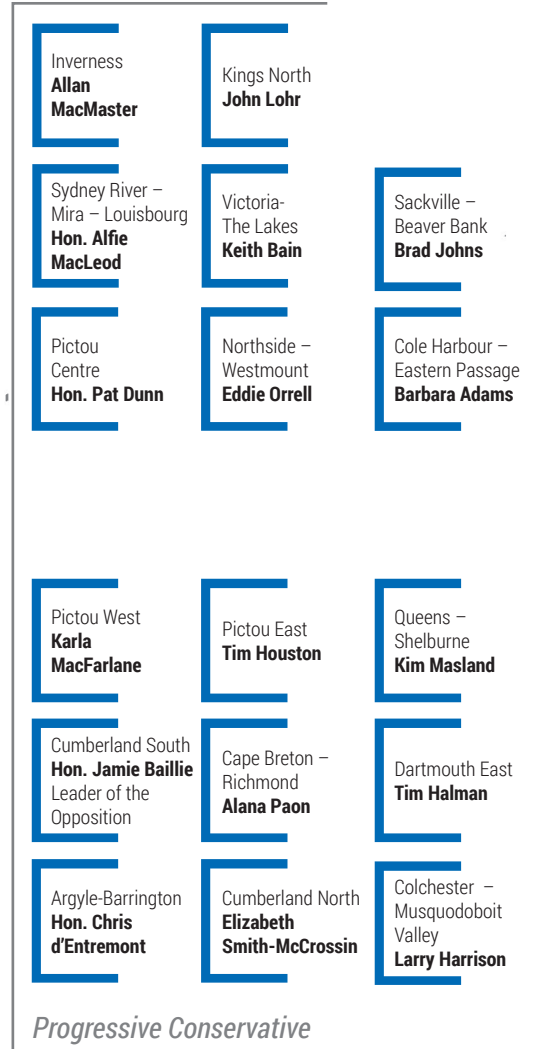 Inverness
Allan
MacMaster
Kings North
John Lohr
Sydney River –
Mira – Louisbourg
Hon. Alfie
MacLeod
Victoria-
The Lakes
Keith Bain
Sackville –
Beaver Bank
Brad Johns
Pictou
Centre
Hon. Pat Dunn
Northside –
Westmount
Eddie Orrell
Cole Harbour –
Eastern Passage
Barbara Adams
Pictou West
Karla
MacFarlane
Pictou East
Tim Houston
Queens –
Shelburne
Kim Masland
Cumberland South
Hon. Jamie Baillie
Leader of the
Opposition
Cape Breton –
Richmond
Alana Paon
Dartmouth East
Tim Halman
Argyle-Barrington
Hon. Chris
d’Entremont
Cumberland North
Elizabeth
Smith-McCrossin
Colchester –
Musquodoboit
Valley
Larry Harrison
Progressive Conservative